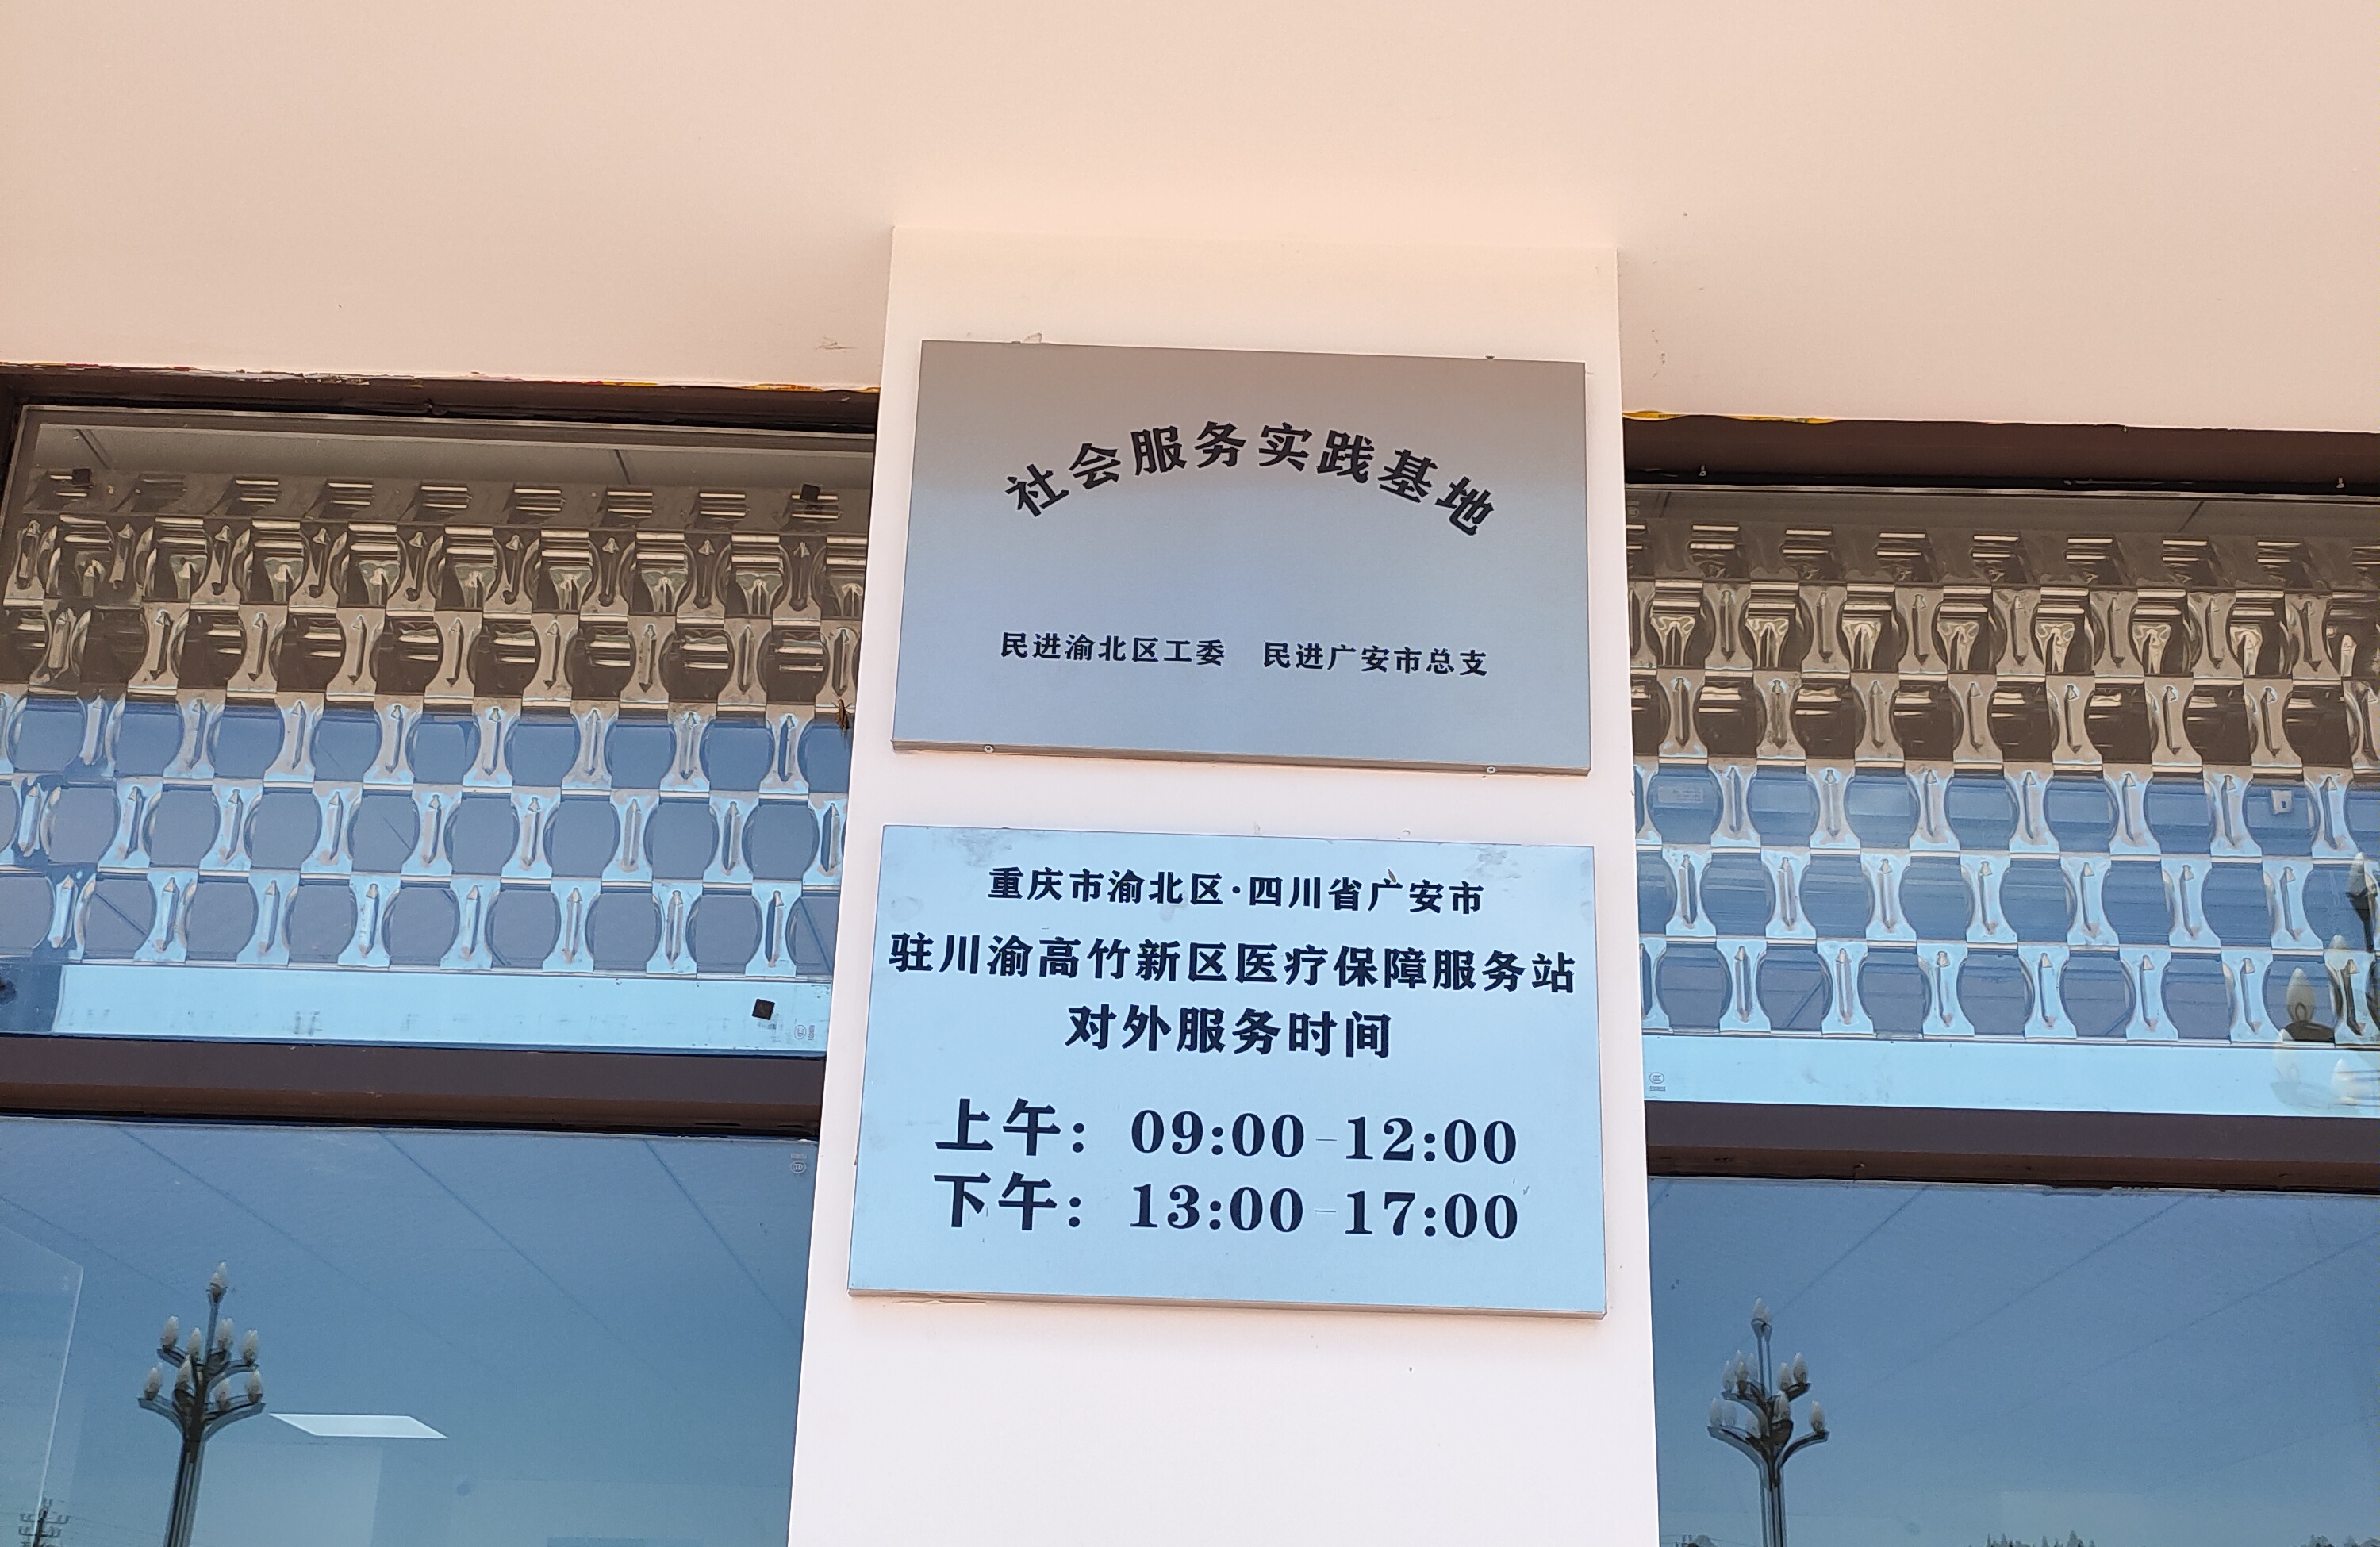 社会服务实践基地
民进渝北区工委 民进广安市总支
重庆市渝北区·四川省广安市
驻川渝高竹新区医疗保障服务站
对外服务时间
上午：09:00-12:00
下午：13:00-17:00